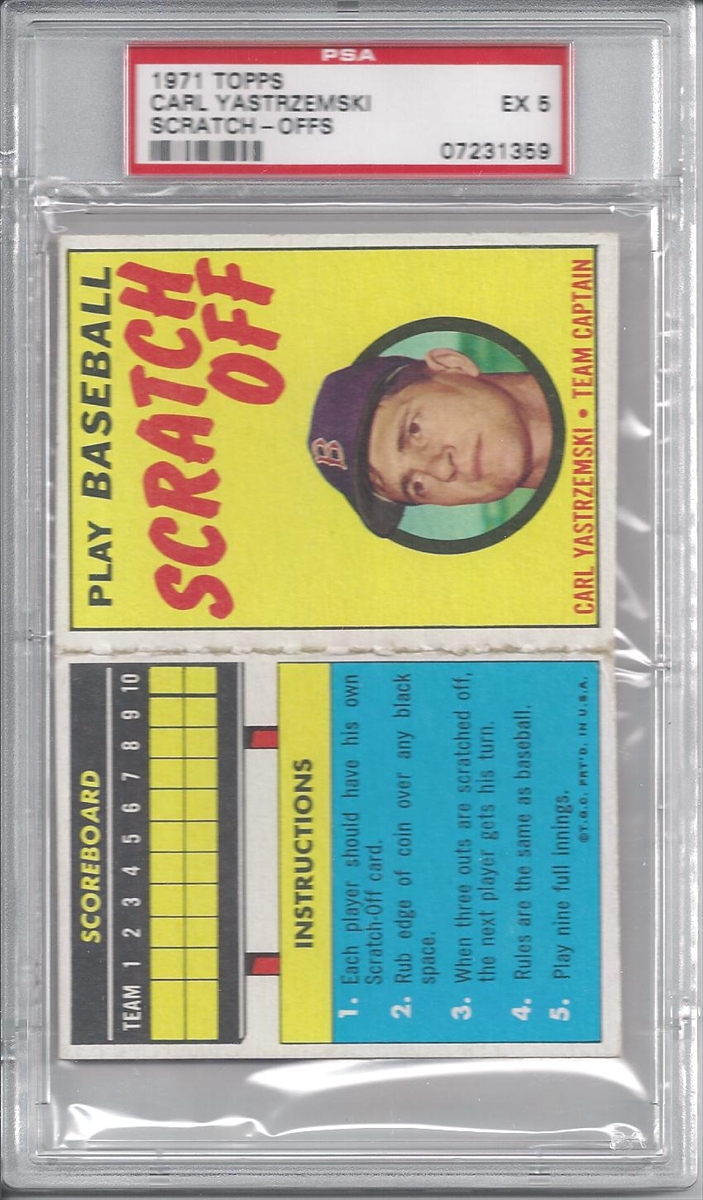 PSA
1971 TOPPS
CARL YASTRZEMSKI EX 5
SCRATCH - OFFS
07231359
PLAY BASEBALL
SCRATCH
OFF
B
CARL YASTRZEMSKI • TEAM CAPTAIN
SCOREBOARD
TEAM 1 2 3 4 5 6 7 8 9 10
INSTRUCTIONS
1. Each player should have his own
Scratch-Off card.
2. Rub edge of coin over any black
space.
3. When three outs are scratched off,
the next player gets his turn.
4. Rules are the same as baseball.
5. Play nine full innings.
©T.C.G. PRT'D. IN U.S.A.